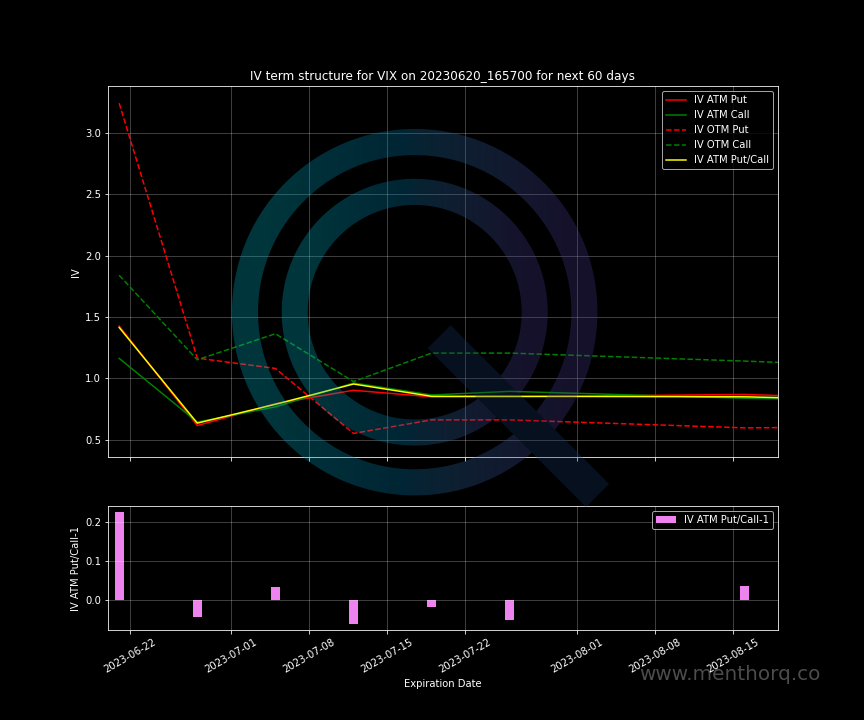 IV term structure for VIX on 20230620_165700 for next 60 days
IV ATM Put
IV ATM Call
IV OTM Put
IV OTM Call
IV ATM Put/Call
3.0
2.5
2.0
1.5
1.0
0.5
IV
IV ATM Put/Call-1
0.2
0.1
0.0
IV ATM Put/Call-1
2023-06-22
2023-07-01
2023-07-08
2023-07-15
2023-07-22
2023-08-01
2023-08-08
2023-08-15
Expiration Date
www.menthorq.co